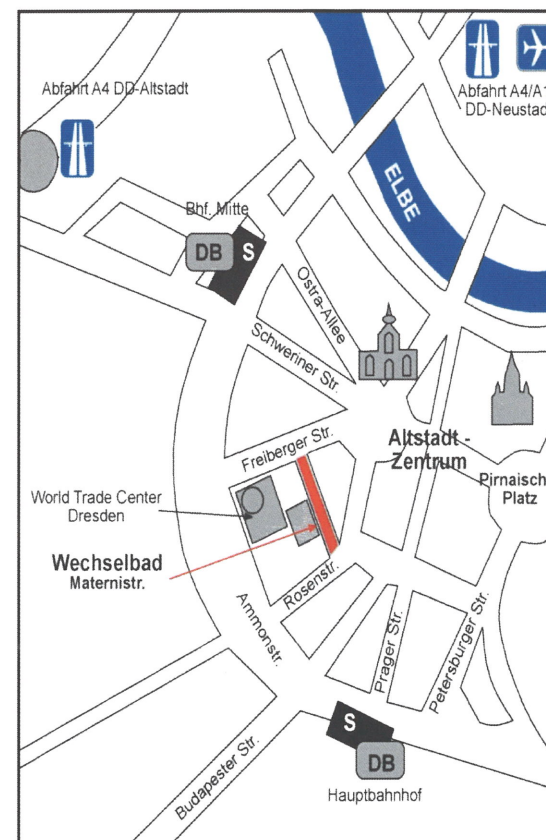 Abfahrt A4 DD-Altstadt
Abfahrt A4/A1
DD-Neustad
ELBE
Bhf. Mitte
DB
S
Ostra-Allee
Schweriner Str.
Freiberger Str.
Altstadt -
Zentrum
Pirnaisch
Platz
World Trade Center
Dresden
Wechselbad
Maternistr.
Rosenstr.
Ammonstr.
Prager Str.
Petersburger Str.
Budapester Str.
S
DB
Hauptbahnhof